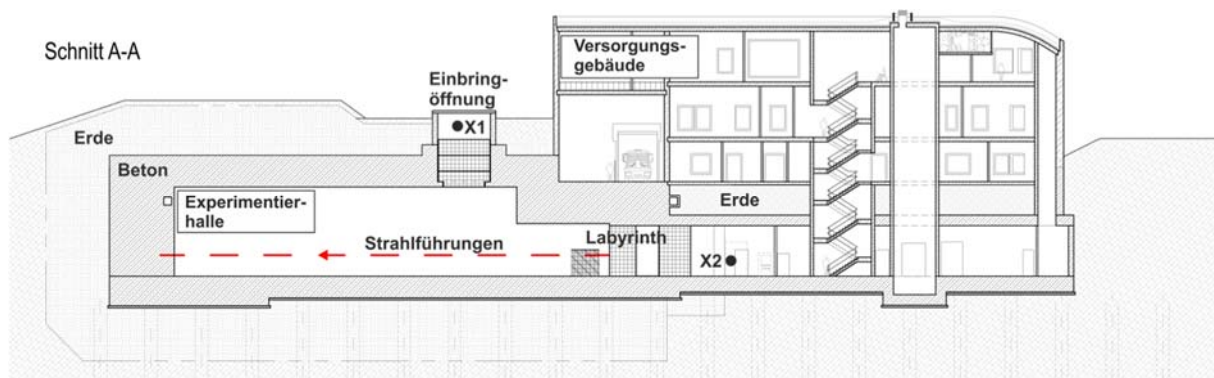 Schnitt A-A
Versorgungs-
gebäude
Einbring-
öffnung
X1
Erde
Beton
Experimentier-
halle
Erde
Strahlführungen
Labyrinth
X2